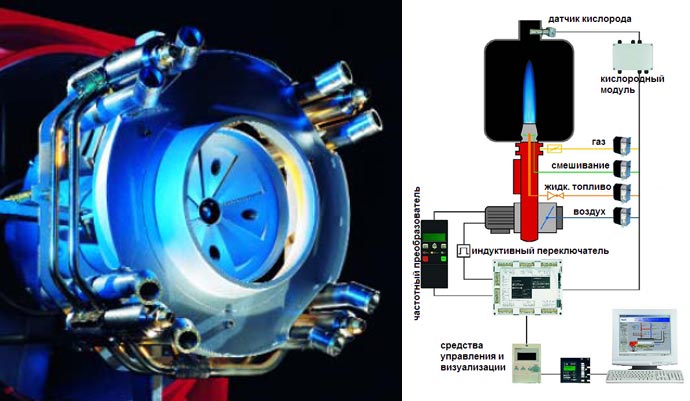 датчик кислорода
кислородный
модуль
газ
смешивание
жидк. топливо
воздух
частотный преобразователь
индуктивный переключатель
средства
управления и
визуализации